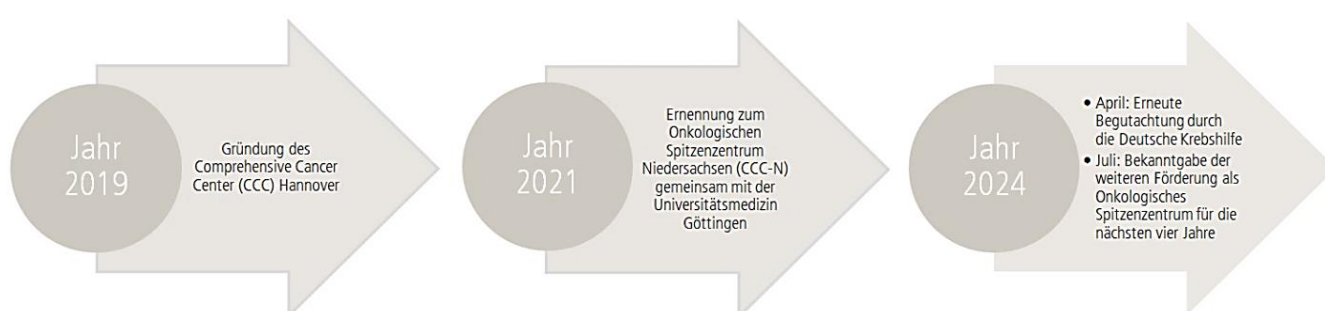 Jahr
2019
Gründung des
Comprehensive Cancer
Center (CCC) Hannover
Jahr
2021
Ernennung zum
Onkologischen
Spitzenzentrum
Niedersachsen (CCC-N)
gemeinsam mit der
Universitätsmedizin
Göttingen
Jahr
2024
• April: Erneute
Begutachtung durch
die Deutsche Krebshilfe
• Juli: Bekanntgabe der
weiteren Förderung als
Onkologisches
Spitzenzentrum für die
nächsten vier Jahre